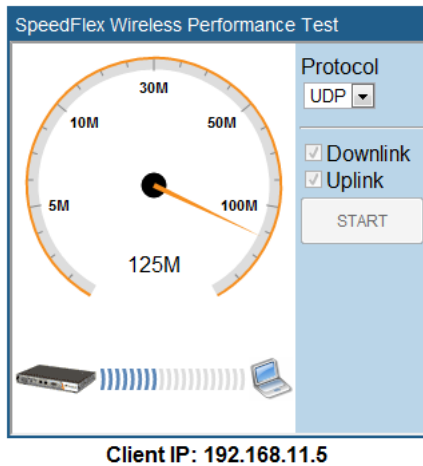 SpeedFlex Wireless Performance Test
Protocol
UDP
30M
10M
50M
Downlink
Uplink
5M
100M
START
125M
Client IP: 192.168.11.5